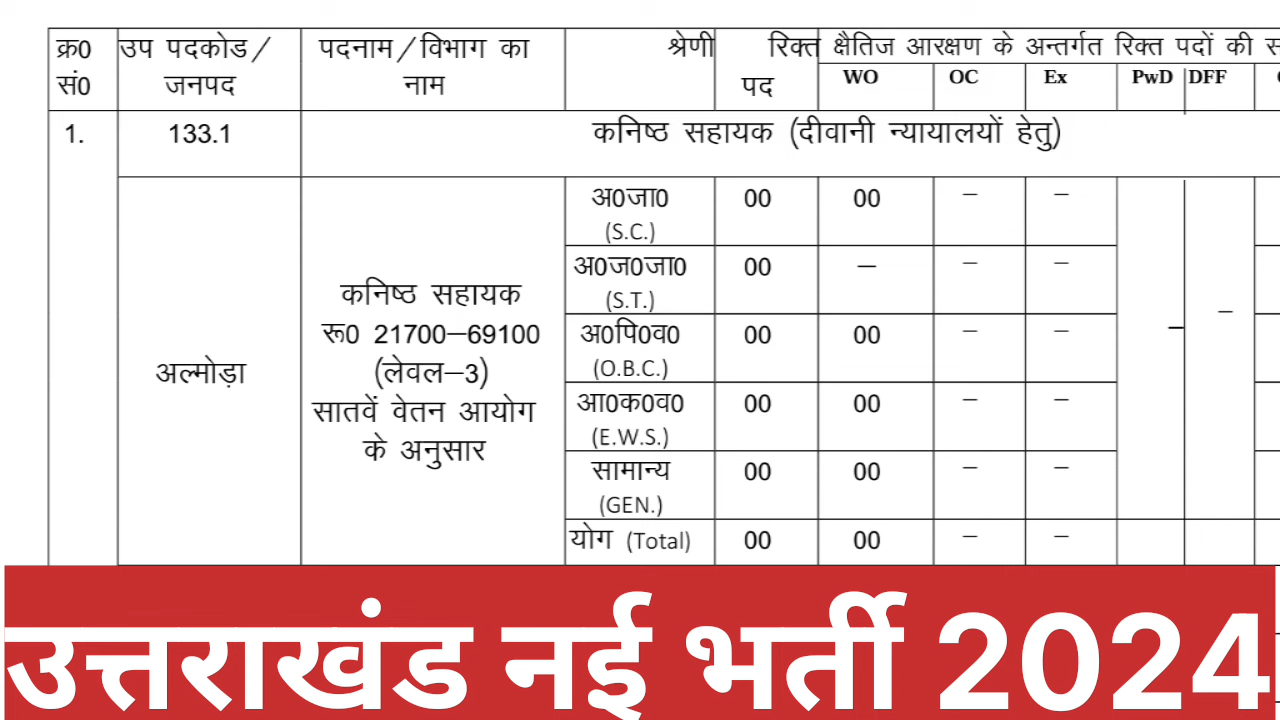 क्र0 सं0 | उप पदकोड/ जनपद | पदनाम/विभाग का नाम | श्रेणी | रिक्त पद | क्षैतिज आरक्षण के अन्तर्गत रिक्त पदों की
WO | OC | Ex | PwD | DFF
1. | 133.1 | कनिष्ठ सहायक (दीवानी न्यायालयों हेतु)
अल्मोड़ा
कनिष्ठ सहायक
रू0 21700–69100
(लेवल–3)
सातवें वेतन आयोग
के अनुसार
अ0जा0 (S.C.) | 00 | 00 | – | –
अ0ज0जा0 (S.T.) | 00 | – | – | –
अ0पि0व0 (O.B.C.) | 00 | 00 | – | –
आ0क0व0 (E.W.S.) | 00 | 00 | – | –
सामान्य (GEN.) | 00 | 00 | – | –
योग (Total) | 00 | 00 | – | –
– | –
उत्तराखंड नई भर्ती 2024